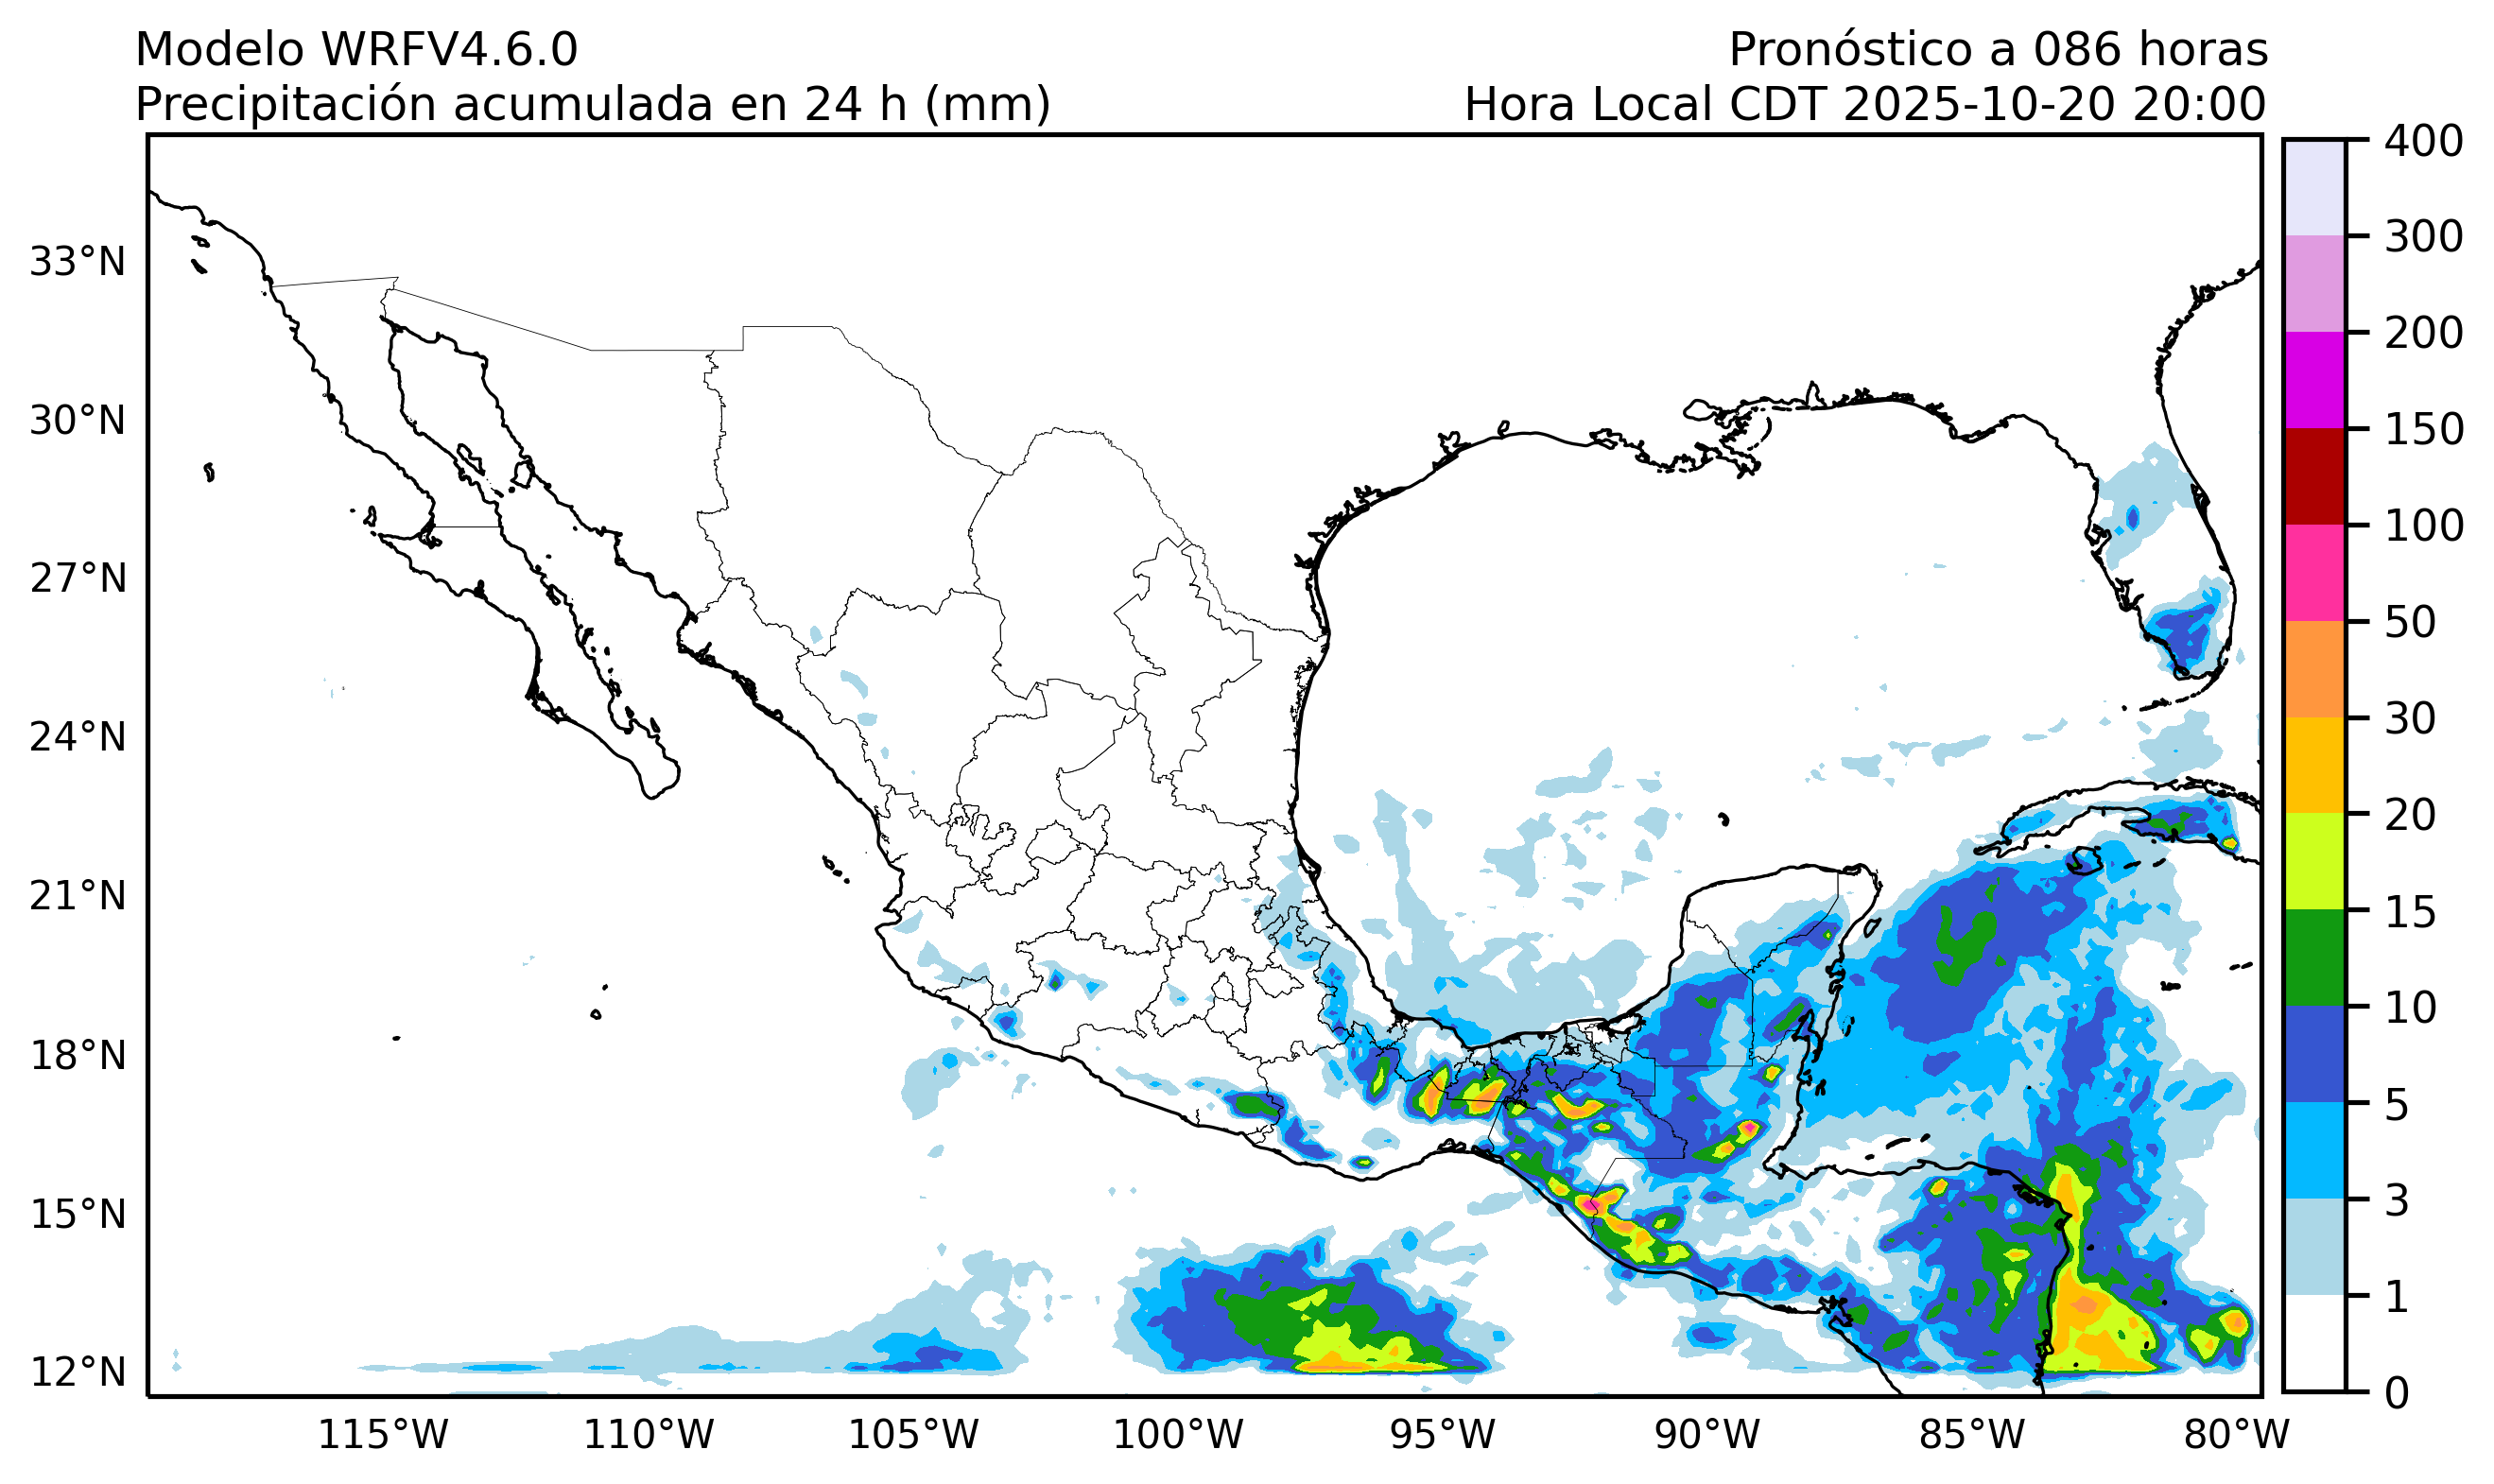 Modelo WRFV4.6.0
Pronóstico a 086 horas
Precipitación acumulada en 24 h (mm)
Hora Local CDT 2025-10-20 20:00
33°N
30°N
27°N
24°N
21°N
18°N
15°N
12°N
115°W
110°W
105°W
100°W
95°W
90°W
85°W
80°W
400
300
200
150
100
50
30
20
15
10
5
3
1
0